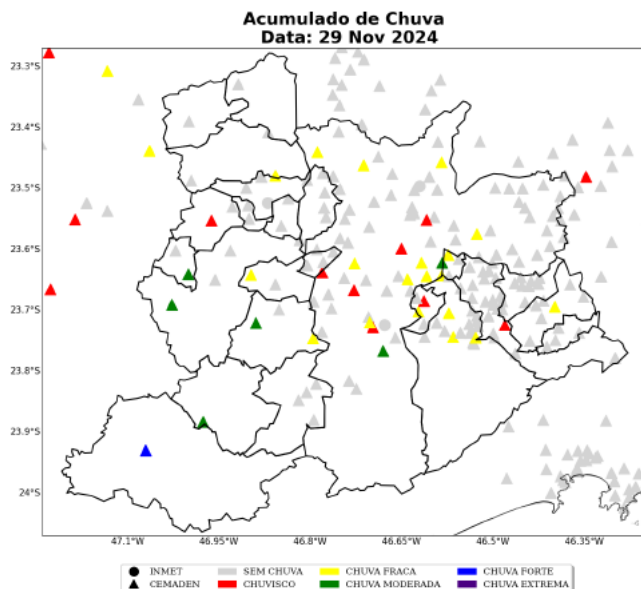 Acumulado de Chuva
Data: 29 Nov 2024
23.3°S
23.4°S
23.5°S
23.6°S
23.7°S
23.8°S
23.9°S
24°S
47.1°W 46.95°W 46.8°W 46.65°W 46.5°W 46.35°W
INMET SEM CHUVA CHUVA FRACA CHUVA FORTE
CEMADEN CHUVISCO CHUVA MODERADA CHUVA EXTREMA